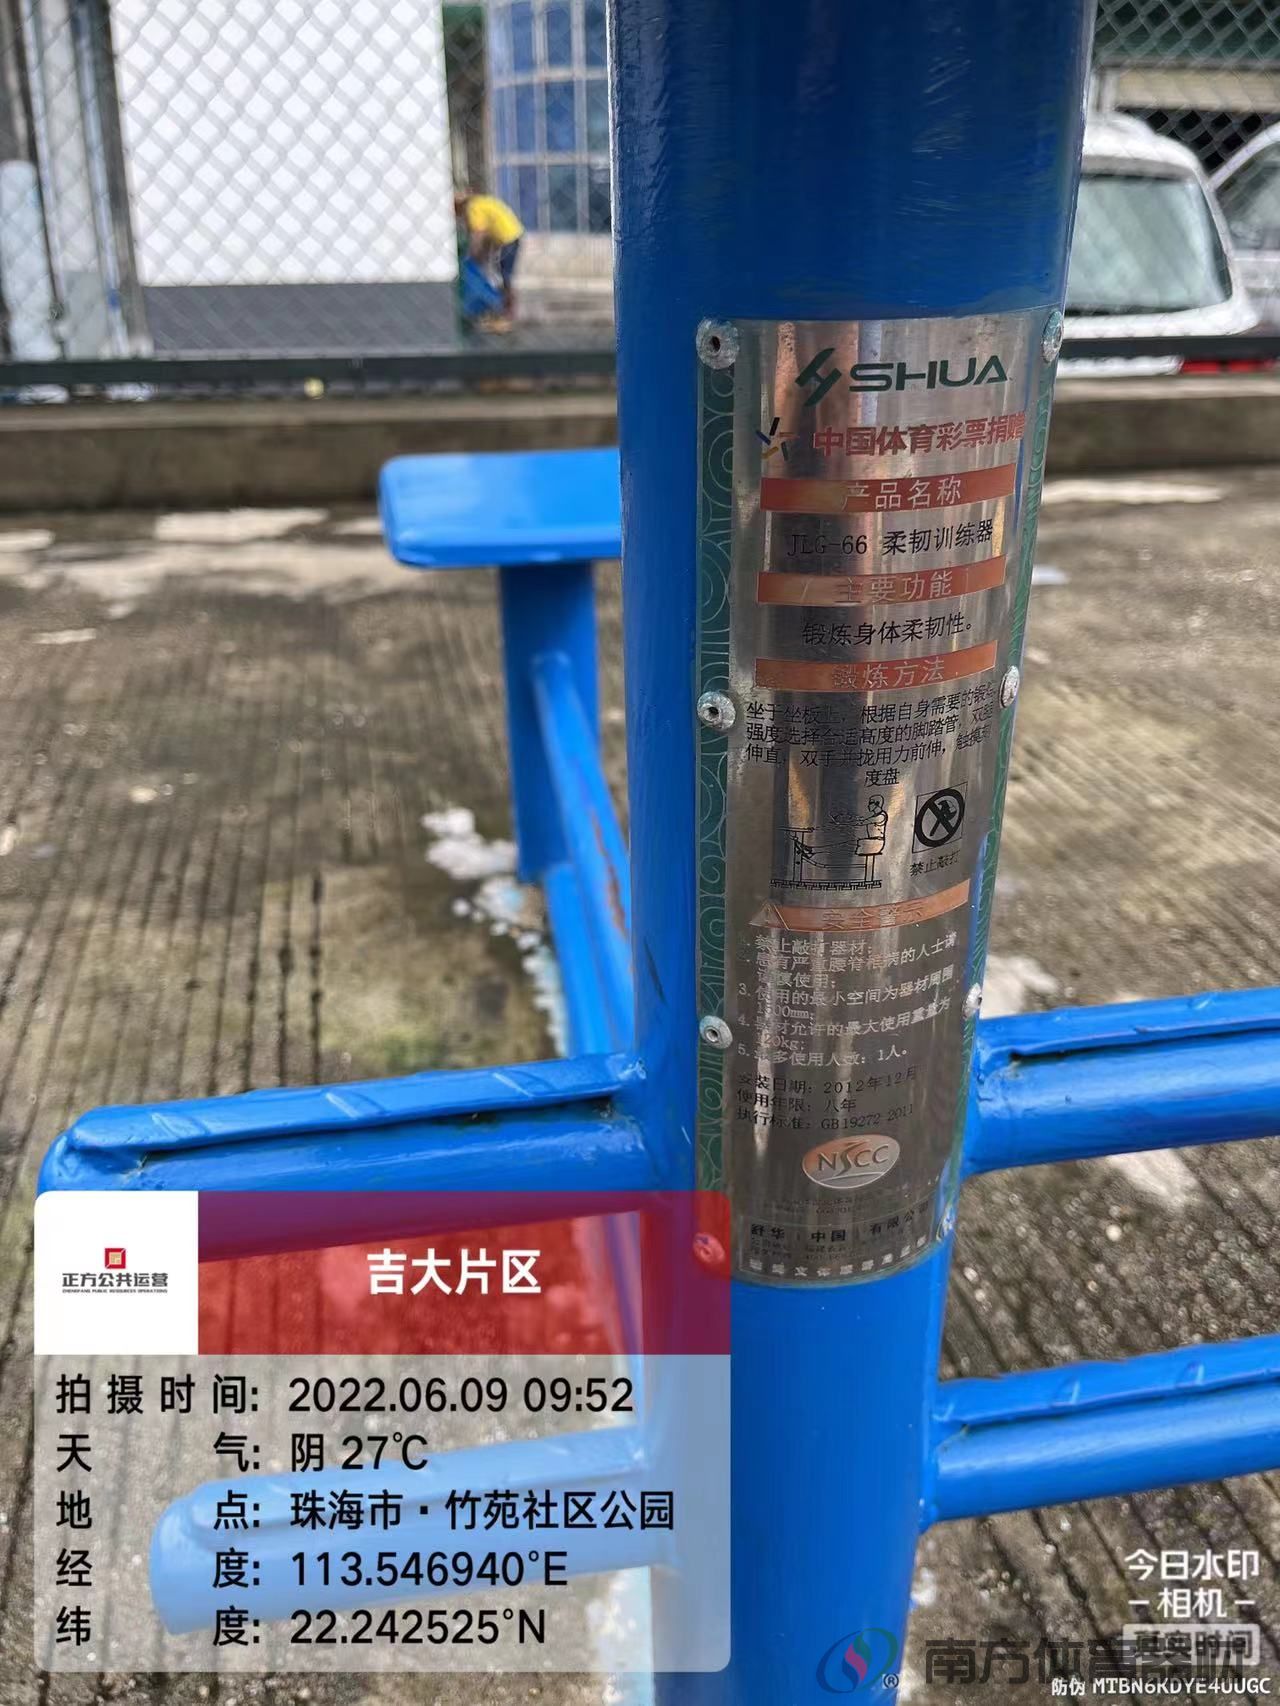 SHUA
中国体育彩票捐赠
产品名称
JLG-66 柔韧训练器
主要功能
锻炼身体柔韧性。
锻炼方法
坐于坐板上，根据自身需要的锻炼
强度选择合适高度的脚踏管，双腿
伸直，双手并拢用力前伸，触摸刻
度盘
禁止敲打
安全警示
1. 禁止敲打器材；
2. 患有严重腰脊椎病的人士请
使用；
3. 使用的最小空间为器材周围
1500mm；
4. 器材允许的最大使用重量为
120kg；
5. 最多使用人数：1人。
安装日期：2012年12月
使用年限：八年
执行标准：GB19272-2011
NSCC
舒华（中国）有限公司
正方公共运营
ZHENGFANG PUBLIC RESOURCES OPERATIONS
吉大片区
拍摄时间: 2022.06.09 09:52
天气: 阴 27℃
地点: 珠海市·竹苑社区公园
经度: 113.546940°E
纬度: 22.242525°N
今日水印
-相机-
真实时间
南方体育器材
®
防伪 MTBN6KDYE4UUGC